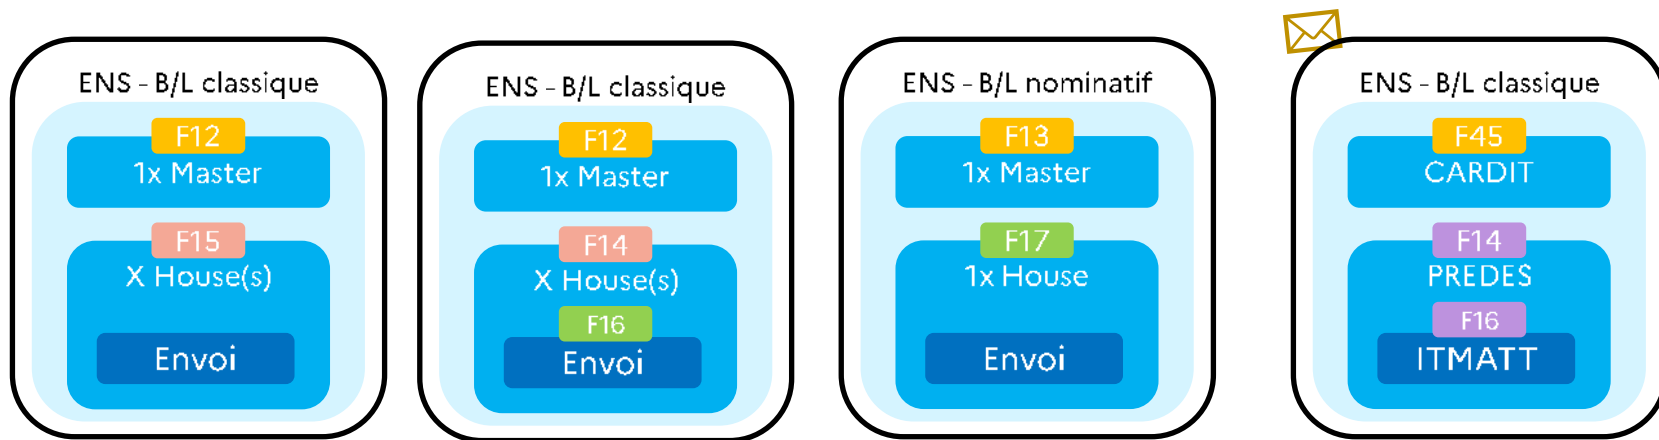 ENS - B/L classique
F12
1x Master
F15
X House(s)
Envoi
ENS - B/L classique
F12
1x Master
F14
X House(s)
F16
Envoi
ENS - B/L nominatif
F13
1x Master
F17
1x House
Envoi
ENS - B/L classique
F45
CARDIT
F14
PREDES
F16
ITMATT